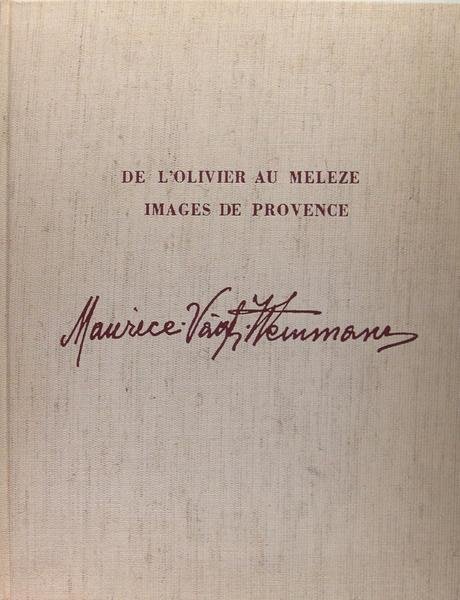 DE L'OLIVIER AU MELEZE
IMAGES DE PROVENCE
Maurice.Vagh.Weinmann